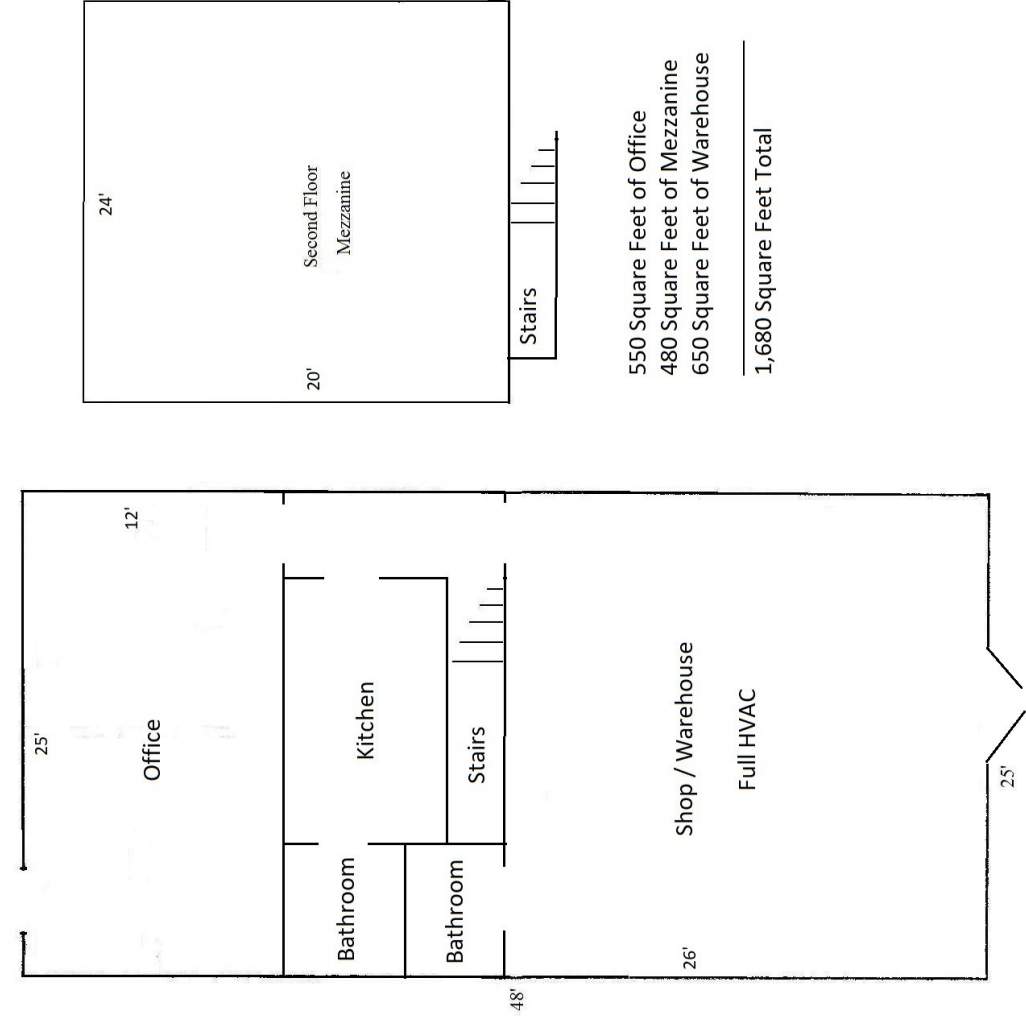 25'
Office
12'
Bathroom
Kitchen
Bathroom
Stairs
48'
26'
Shop / Warehouse
Full HVAC
25'
24'
20'
Second Floor
Mezzanine
Stairs
550 Square Feet of Office
480 Square Feet of Mezzanine
650 Square Feet of Warehouse
1,680 Square Feet Total